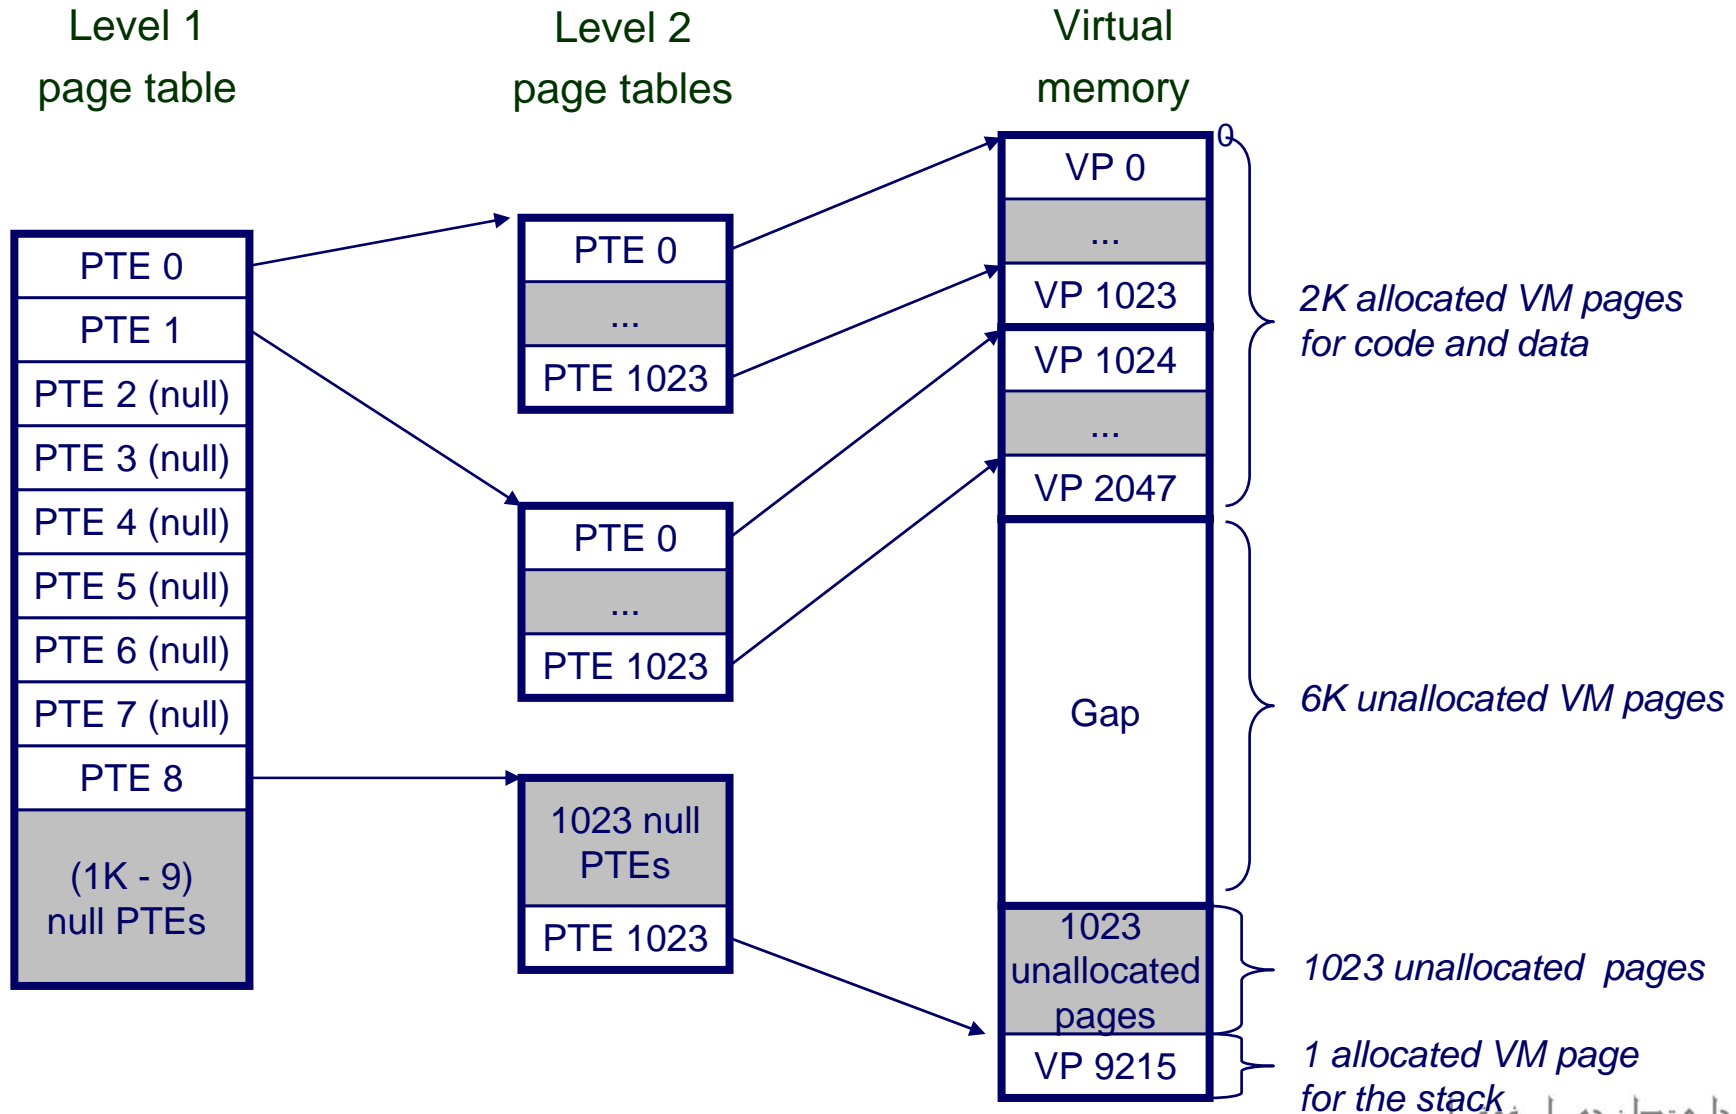 Level 1
page table
Level 2
page tables
Virtual
memory
PTE 0
PTE 1
PTE 2 (null)
PTE 3 (null)
PTE 4 (null)
PTE 5 (null)
PTE 6 (null)
PTE 7 (null)
PTE 8
(1K - 9)
null PTEs
PTE 0
...
PTE 1023
PTE 0
...
PTE 1023
1023 null
PTEs
PTE 1023
0
VP 0
...
VP 1023
VP 1024
...
VP 2047
Gap
1023
unallocated
pages
VP 9215
2K allocated VM pages
for code and data
6K unallocated VM pages
1023 unallocated pages
1 allocated VM page
for the stack